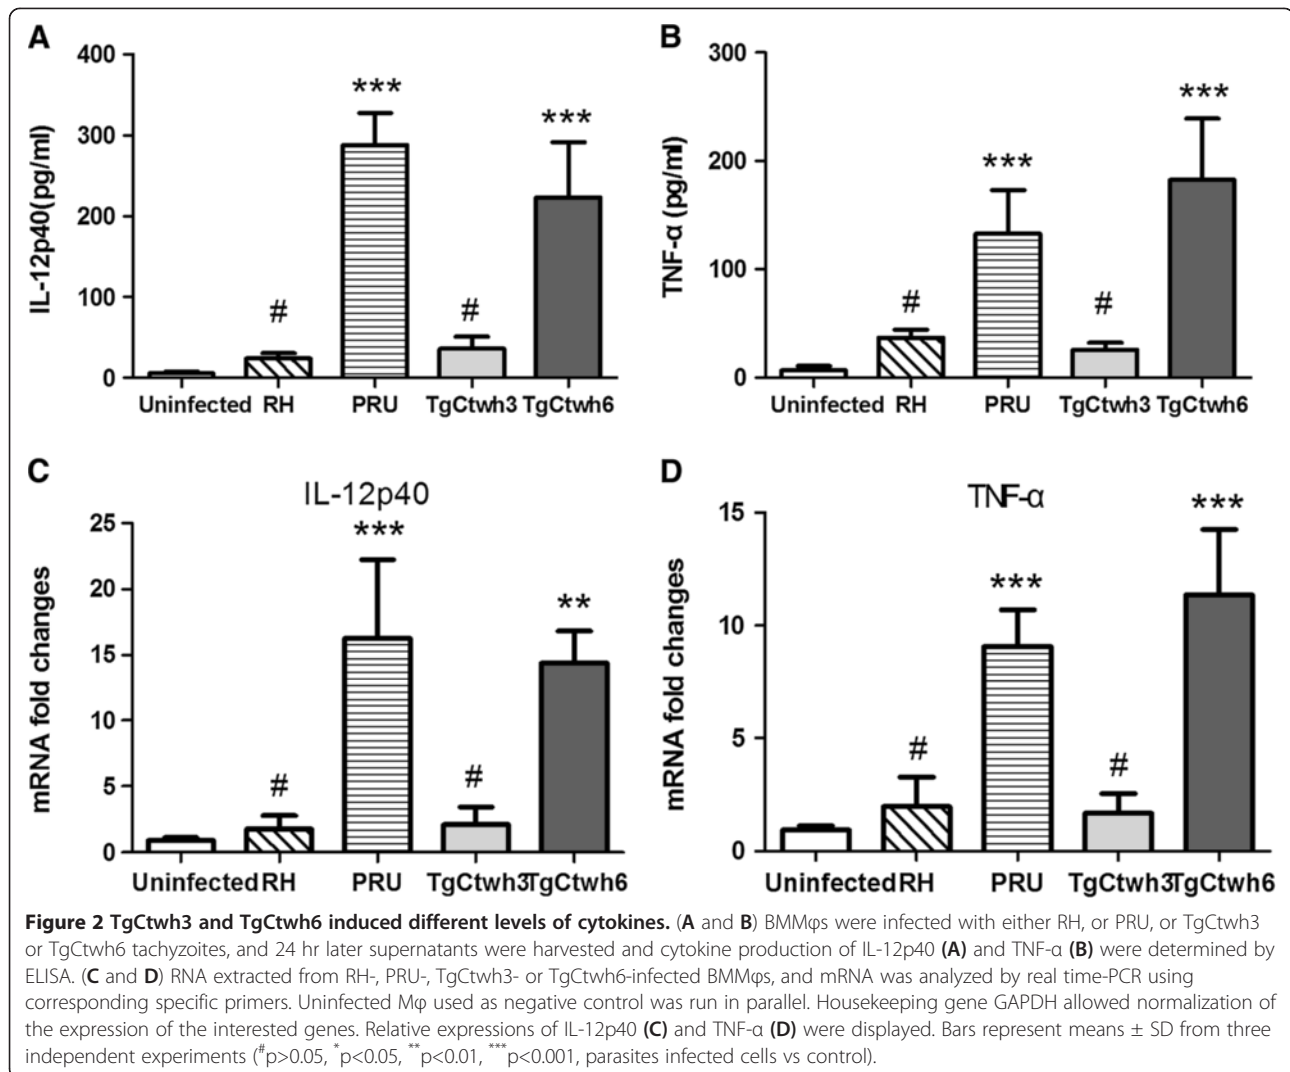 A
B
400
300
200
100
0
IL-12p40(pg/ml)
#
***
#
***
Uninfected RH PRU TgCtwh3 TgCtwh6
300
200
100
0
TNF-α (pg/ml)
#
***
#
***
Uninfected RH PRU TgCtwh3 TgCtwh6
C
D
IL-12p40
25
20
15
10
5
0
mRNA fold changes
#
***
#
**
Uninfected RH PRU TgCtwh3 TgCtwh6
TNF-α
15
10
5
0
mRNA fold changes
#
***
#
***
Uninfected RH PRU TgCtwh3 TgCtwh6
Figure 2 TgCtwh3 and TgCtwh6 induced different levels of cytokines. (A and B) BMMφs were infected with either RH, or PRU, or TgCtwh3
or TgCtwh6 tachyzoites, and 24 hr later supernatants were harvested and cytokine production of IL-12p40 (A) and TNF-α (B) were determined by
ELISA. (C and D) RNA extracted from RH-, PRU-, TgCtwh3- or TgCtwh6-infected BMMφs, and mRNA was analyzed by real time-PCR using
corresponding specific primers. Uninfected Mφ used as negative control was run in parallel. Housekeeping gene GAPDH allowed normalization of
the expression of the interested genes. Relative expressions of IL-12p40 (C) and TNF-α (D) were displayed. Bars represent means ± SD from three
independent experiments (#p>0.05, *p<0.05, **p<0.01, ***p<0.001, parasites infected cells vs control).